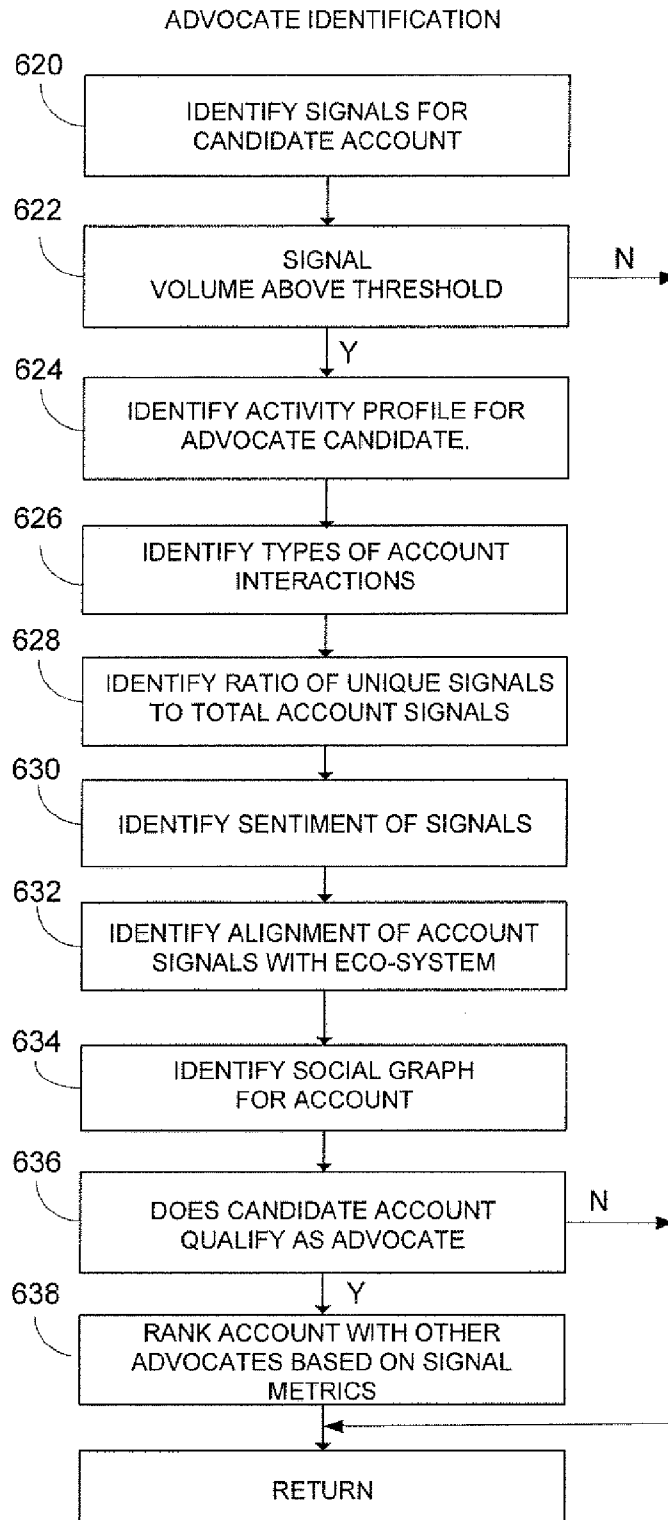 ADVOCATE IDENTIFICATION
620
IDENTIFY SIGNALS FOR
CANDIDATE ACCOUNT
622
SIGNAL
VOLUME ABOVE THRESHOLD
N
Y
624
IDENTIFY ACTIVITY PROFILE FOR
ADVOCATE CANDIDATE.
626
IDENTIFY TYPES OF ACCOUNT
INTERACTIONS
628
IDENTIFY RATIO OF UNIQUE SIGNALS
TO TOTAL ACCOUNT SIGNALS
630
IDENTIFY SENTIMENT OF SIGNALS
632
IDENTIFY ALIGNMENT OF ACCOUNT
SIGNALS WITH ECO-SYSTEM
634
IDENTIFY SOCIAL GRAPH
FOR ACCOUNT
636
DOES CANDIDATE ACCOUNT
QUALIFY AS ADVOCATE
N
Y
638
RANK ACCOUNT WITH OTHER
ADVOCATES BASED ON SIGNAL
METRICS
RETURN